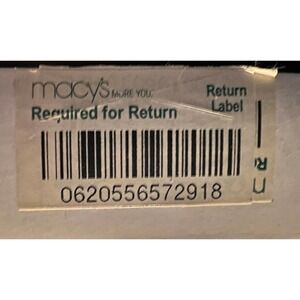 macy's MORE YOU.
Return
Label
Required for Return
0620556572918